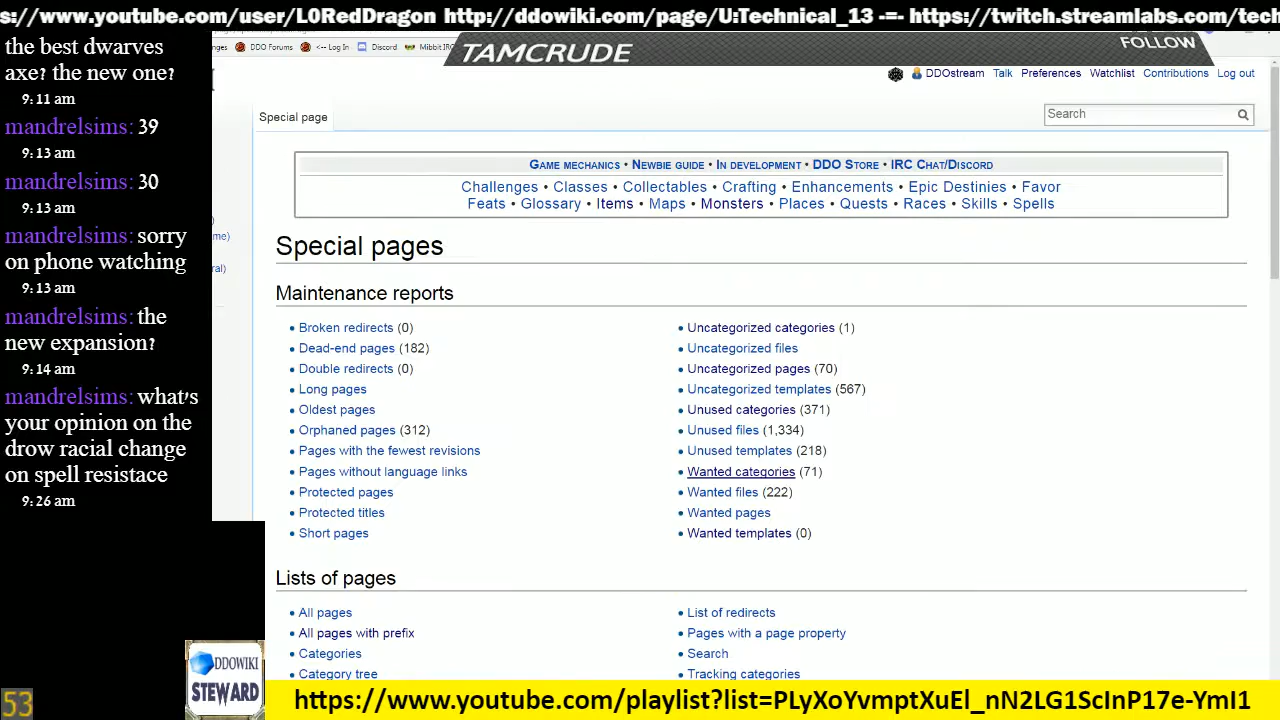 s://www.youtube.com/user/L0RedDragon http://ddowiki.com/page/U:Technical_13 -=- https://twitch.streamlabs.com/tech
the best dwarves
axe? the new one?
9:11 am
mandrelsims: 39
9:13 am
mandrelsims: 30
9:13 am
mandrelsims: sorry
on phone watching
9:13 am
mandrelsims: the
new expansion?
9:14 am
mandrelsims: what's
your opinion on the
drow racial change
on spell resistace
9:26 am
nges DDO Forums <-- Log In Discord Mibbit IRC
TAMCRUDE
FOLLOW
DDOstream Talk Preferences Watchlist Contributions Log out
Special page
Search
GAME MECHANICS • NEWBIE GUIDE • IN DEVELOPMENT • DDO STORE • IRC CHAT/DISCORD
Challenges • Classes • Collectables • Crafting • Enhancements • Epic Destinies • Favor
Feats • Glossary • Items • Maps • Monsters • Places • Quests • Races • Skills • Spells
me)
ral)
Special pages
Maintenance reports
Broken redirects (0)
Dead-end pages (182)
Double redirects (0)
Long pages
Oldest pages
Orphaned pages (312)
Pages with the fewest revisions
Pages without language links
Protected pages
Protected titles
Short pages
Uncategorized categories (1)
Uncategorized files
Uncategorized pages (70)
Uncategorized templates (567)
Unused categories (371)
Unused files (1,334)
Unused templates (218)
Wanted categories (71)
Wanted files (222)
Wanted pages
Wanted templates (0)
Lists of pages
All pages
All pages with prefix
Categories
Category tree
List of redirects
Pages with a page property
Search
Tracking categories
53
DDOWIKI
STEWARD
https://www.youtube.com/playlist?list=PLyXoYvmptXuEl_nN2LG1ScInP17e-YmI1